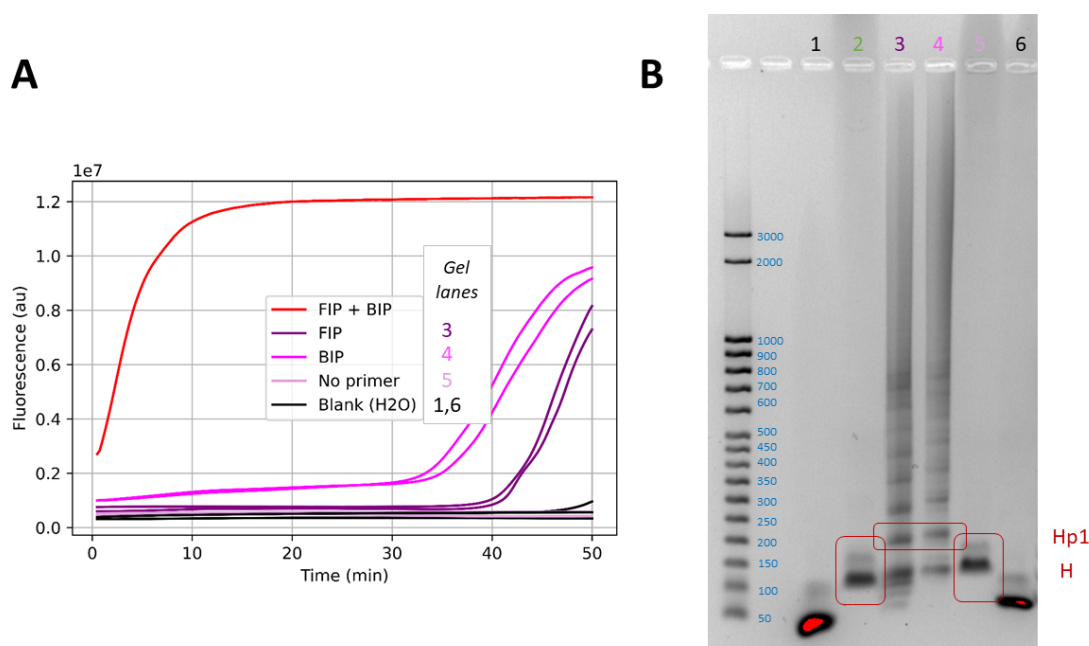 A
1e7
1.2
1.0
0.8
0.6
0.4
0.2
0.0
Fluorescence (au)
0 10 20 30 40 50
Time (min)
Gel
lanes
FIP + BIP
FIP 3
BIP 4
No primer 5
Blank (H2O) 1,6
B
1 2 3 4 5 6
3000
2000
1000
900
800
700
600
500
450
400
350
300
250
200
150
100
50
Hp1
H